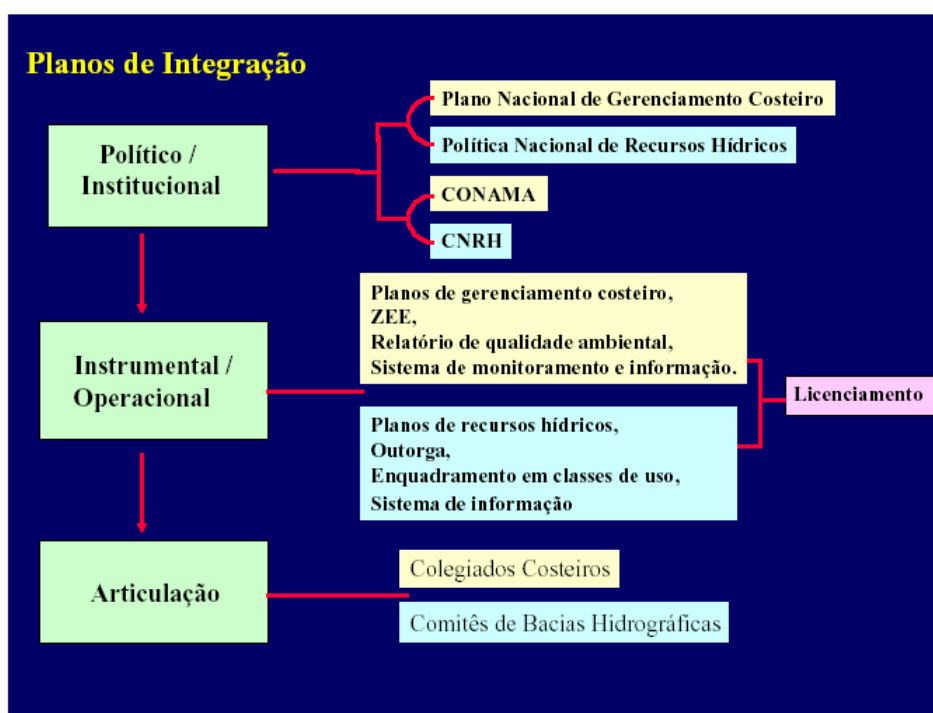 Planos de Integração
Político /
Institucional
Plano Nacional de Gerenciamento Costeiro
Política Nacional de Recursos Hídricos
CONAMA
CNRH
Instrumental /
Operacional
Planos de gerenciamento costeiro,
ZEE,
Relatório de qualidade ambiental,
Sistema de monitoramento e informação.
Planos de recursos hídricos,
Outorga,
Enquadramento em classes de uso,
Sistema de informação
Licenciamento
Articulação
Colegiados Costeiros
Comitês de Bacias Hidrográficas